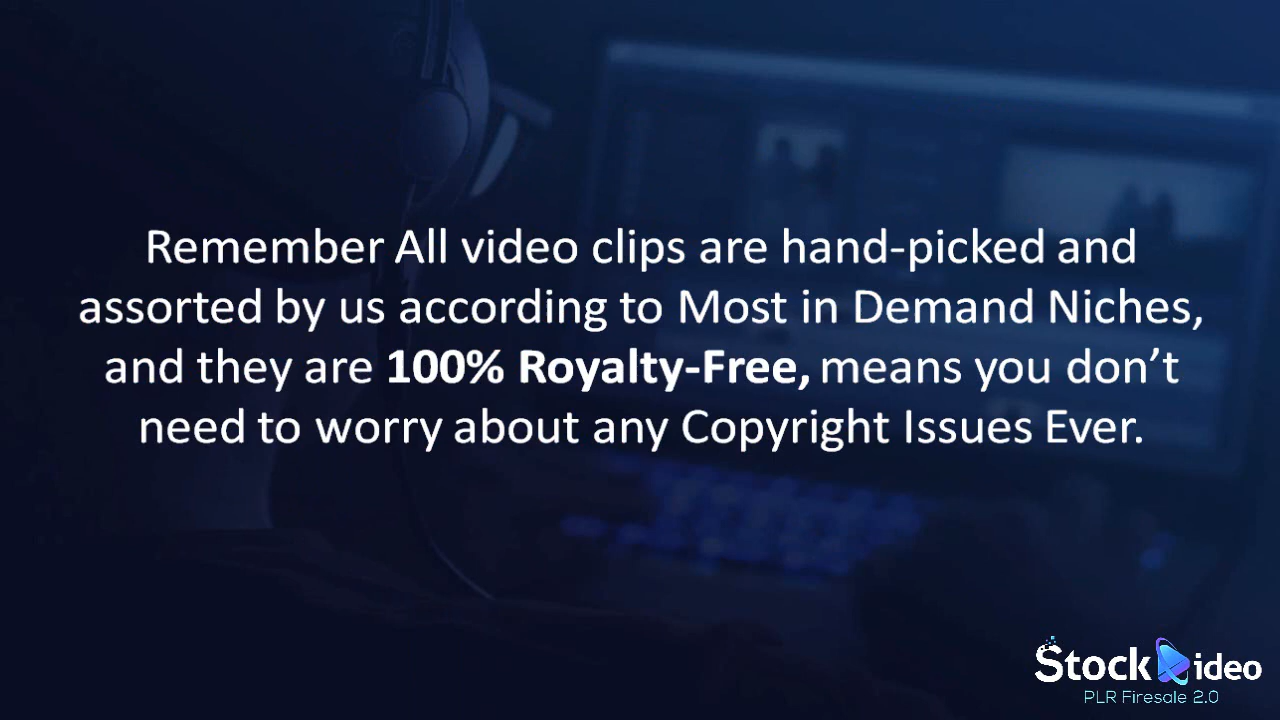 Remember All video clips are hand-picked and
assorted by us according to Most in Demand Niches,
and they are 100% Royalty-Free, means you don’t
need to worry about any Copyright Issues Ever.
Stock Video
PLR Firesale 2.0